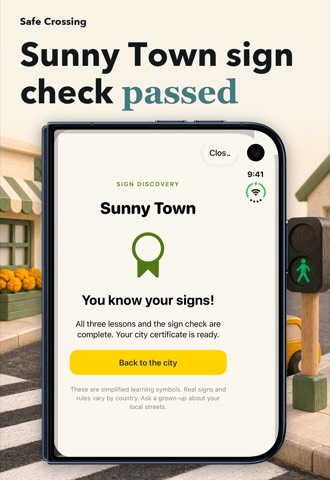 Safe Crossing
Sunny Town sign
check passed
Clos..
9:41
SIGN DISCOVERY
Sunny Town
You know your signs!
All three lessons and the sign check are
complete. Your city certificate is ready.
Back to the city
These are simplified learning symbols. Real signs and
rules vary by country. Ask a grown-up about your
local streets.